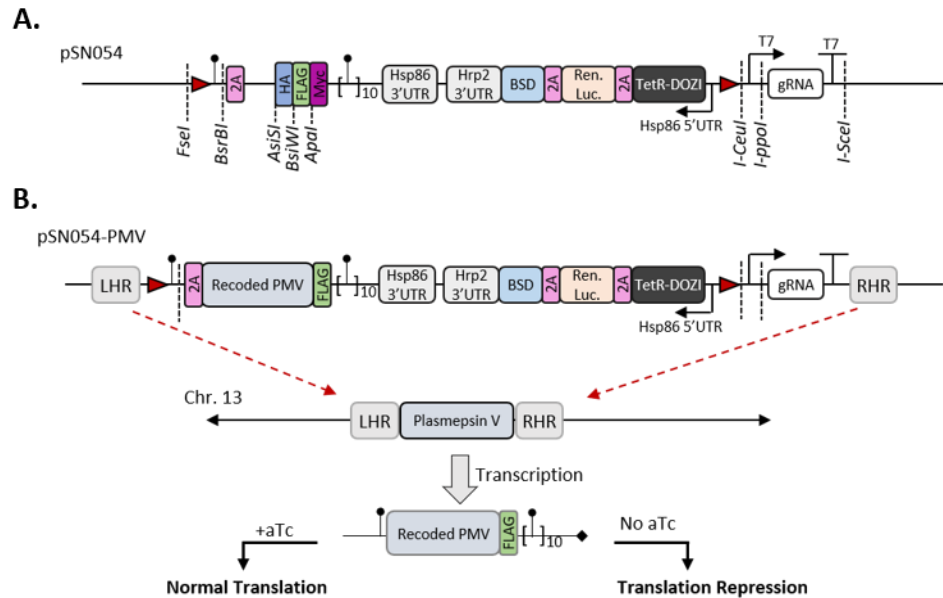 A.
pSN054
T7
T7
2A
HA
FLAG
Myc
[ ]10
Hsp86
3'UTR
Hrp2
3'UTR
BSD
2A
Ren.
Luc.
2A
TetR-DOZI
gRNA
Hsp86 5'UTR
FseI
BsrBI
AsiSI
BsiWI
ApaI
I-CeuI
I-ppoI
I-SceI
B.
pSN054-PMV
LHR
2A
Recoded PMV
FLAG
[ ]10
Hsp86
3'UTR
Hrp2
3'UTR
BSD
2A
Ren.
Luc.
2A
TetR-DOZI
gRNA
RHR
Hsp86 5'UTR
Chr. 13
LHR
Plasmepsin V
RHR
Transcription
+aTc
Recoded PMV
FLAG
[ ]10
No aTc
Normal Translation
Translation Repression